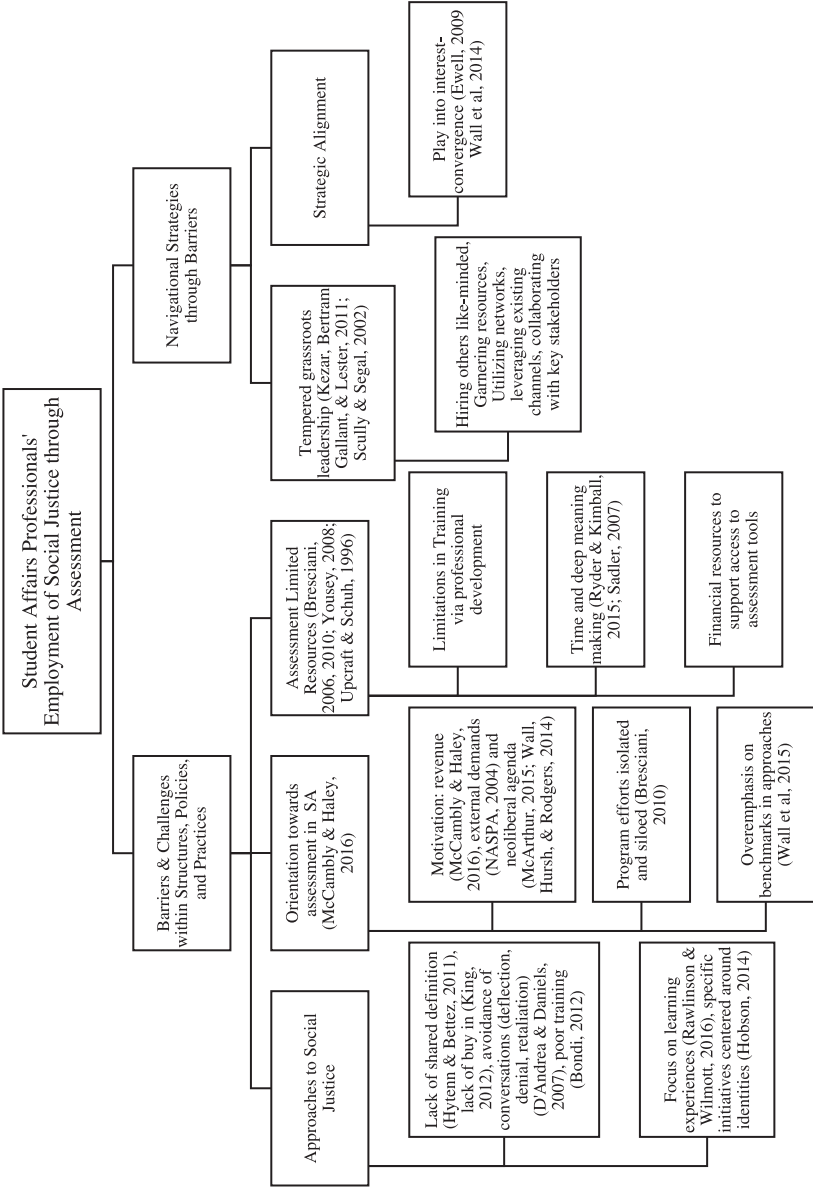 Student Affairs Professionals'
Employment of Social Justice through
Assessment
Barriers & Challenges
within Structures, Policies,
and Practices
Navigational Strategies
through Barriers
Approaches to Social
Justice
Orientation towards
assessment in SA
(McCambly & Haley,
2016)
Assessment Limited
Resources (Bresciani,
2006, 2010; Yousey, 2008;
Upcraft & Schuh, 1996)
Tempered grassroots
leadership (Kezar, Bertram
Gallant, & Lester, 2011;
Scully & Segal, 2002)
Strategic Alignment
Lack of shared definition
(Hytenn & Bettez, 2011),
lack of buy in (King,
2012), avoidance of
conversations (deflection,
denial, retaliation)
(D'Andrea & Daniels,
2007), poor training
(Bondi, 2012)
Focus on learning
experiences (Rawlinson &
Wilmott, 2016), specific
initiatives centered around
identities (Hobson, 2014)
Motivation: revenue
(McCambly & Haley,
2016), external demands
(NASPA, 2004) and
neoliberal agenda
(McArthur, 2015; Wall,
Hursh, & Rodgers, 2014)
Program efforts isolated
and siloed (Bresciani,
2010)
Overemphasis on
benchmarks in approaches
(Wall et al, 2015)
Limitations in Training
via professional
development
Time and deep meaning
making (Ryder & Kimball,
2015; Sadler, 2007)
Financial resources to
support access to
assessment tools
Hiring others like-minded,
Garnering resources,
Utilizing networks,
leveraging existing
channels, collaborating
with key stakeholders
Play into interest-
convergence (Ewell, 2009
Wall et al, 2014)